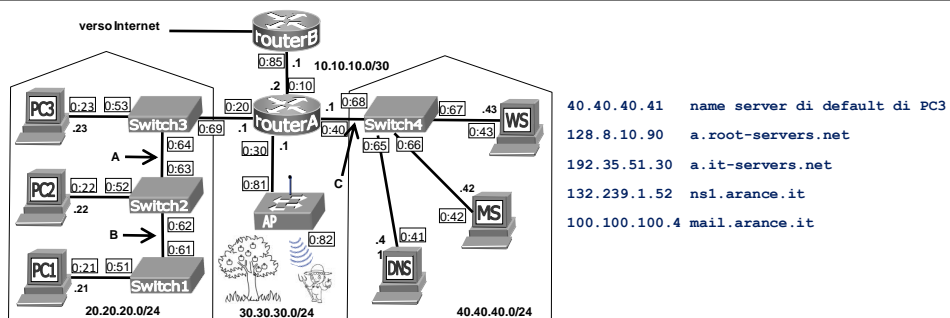 verso Internet
routerB
0:85 .1 10.10.10.0/30
.2 0:10
PC3 0:23 0:53 Switch3 0:69 0:20 routerA .1 0:40 0:68 Switch4 0:67 .43 WS 0:43
.23 .1 .1
0:64 0:30 0:65 0:66
A C
0:63 0:81
PC2 0:22 0:52 Switch2 AP .42 MS 0:42
.22
0:62 0:82 .4 0:41
B 1
0:61 DNS
PC1 0:21 0:51 Switch1
.21
20.20.20.0/24 30.30.30.0/24 40.40.40.0/24
40.40.40.41 name server di default di PC3
128.8.10.90 a.root-servers.net
192.35.51.30 a.it-servers.net
132.239.1.52 ns1.arance.it
100.100.100.4 mail.arance.it